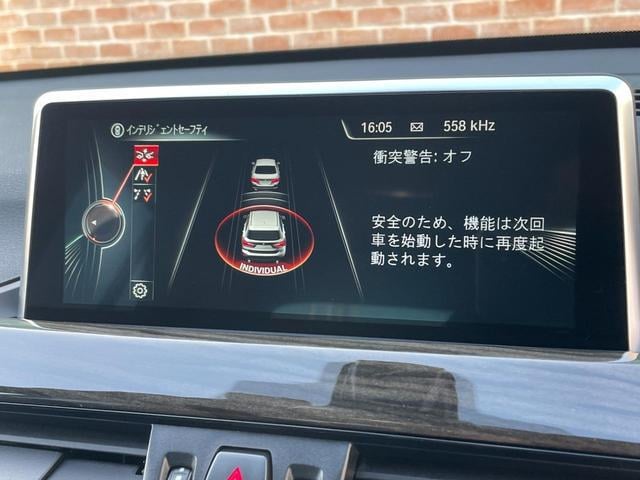 インテリジェントセーフティ
16:05 558 kHz
衝突警告: オフ
安全のため、機能は次回
車を始動した時に再度起
動されます。
INDIVIDUAL